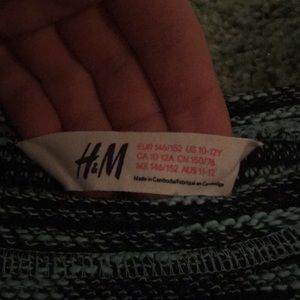 H&M
EUR 146/152 US 10-12Y
CA 10-12A CN 150/76
MX 146/152 AUS 11-12
Made in Cambodia/Fabriqué en Cambodge